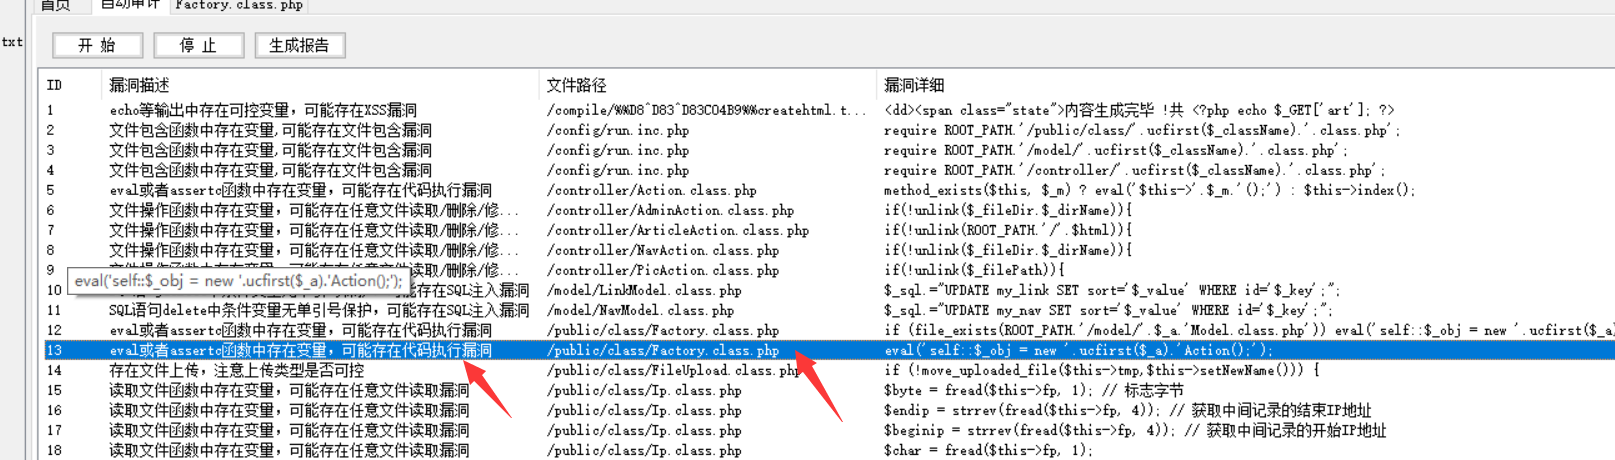 首页 自动审计 Factory.class.php
txt
开 始 停 止 生成报告
ID 漏洞描述 文件路径 漏洞详细
1 echo等输出中存在可控变量，可能存在XSS漏洞 /compile/%%D8^D83^D83C04B9%%createhtml.t... <dd><span class="state">内容生成完毕 !共 <?php echo $_GET['art']; ?>
2 文件包含函数中存在变量,可能存在文件包含漏洞 /config/run.inc.php require ROOT_PATH.'/public/class/'.ucfirst($_className).'.class.php';
3 文件包含函数中存在变量,可能存在文件包含漏洞 /config/run.inc.php require ROOT_PATH.'/model/'.ucfirst($_className).'.class.php';
4 文件包含函数中存在变量,可能存在文件包含漏洞 /config/run.inc.php require ROOT_PATH.'/controller/'.ucfirst($_className).'.class.php';
5 eval或者assertc函数中存在变量，可能存在代码执行漏洞 /controller/Action.class.php method_exists($this, $_m) ? eval('$this->'.$_m.'();') : $this->index();
6 文件操作函数中存在变量，可能存在任意文件读取/删除/修... /controller/AdminAction.class.php if(!unlink($_fileDir.$_dirName)){
7 文件操作函数中存在变量，可能存在任意文件读取/删除/修... /controller/ArticleAction.class.php if(!unlink(ROOT_PATH.'/'.$html)){
8 文件操作函数中存在变量，可能存在任意文件读取/删除/修... /controller/NavAction.class.php if(!unlink($_fileDir.$_dirName)){
9 文件操作函数中存在变量，可能存在任意文件读取/删除/修... /controller/PicAction.class.php if(!unlink($_filePath)){
eval('self::$_obj = new '.ucfirst($_a).'Action();');
10 可能存在SQL注入漏洞 /model/LinkModel.class.php $_sql.="UPDATE my_link SET sort='$_value' WHERE id='$_key';";
11 SQL语句delete中条件变量无单引号保护，可能存在SQL注入漏洞 /model/NavModel.class.php $_sql.="UPDATE my_nav SET sort='$_value' WHERE id='$_key';";
12 eval或者assertc函数中存在变量，可能存在代码执行漏洞 /public/class/Factory.class.php if (file_exists(ROOT_PATH.'/model/'.$_a.'Model.class.php')) eval('self::$_obj = new '.ucfirst($_a)
13 eval或者assertc函数中存在变量，可能存在代码执行漏洞 /public/class/Factory.class.php eval('self::$_obj = new '.ucfirst($_a).'Action();');
14 存在文件上传，注意上传类型是否可控 /public/class/FileUpload.class.php if (!move_uploaded_file($this->tmp,$this->setNewName())) {
15 读取文件函数中存在变量，可能存在任意文件读取漏洞 /public/class/Ip.class.php $byte = fread($this->fp, 1); // 标志字节
16 读取文件函数中存在变量，可能存在任意文件读取漏洞 /public/class/Ip.class.php $endip = strrev(fread($this->fp, 4)); // 获取中间记录的结束IP地址
17 读取文件函数中存在变量，可能存在任意文件读取漏洞 /public/class/Ip.class.php $beginip = strrev(fread($this->fp, 4)); // 获取中间记录的开始IP地址
18 读取文件函数中存在变量，可能存在任意文件读取漏洞 /public/class/Ip.class.php $char = fread($this->fp, 1);